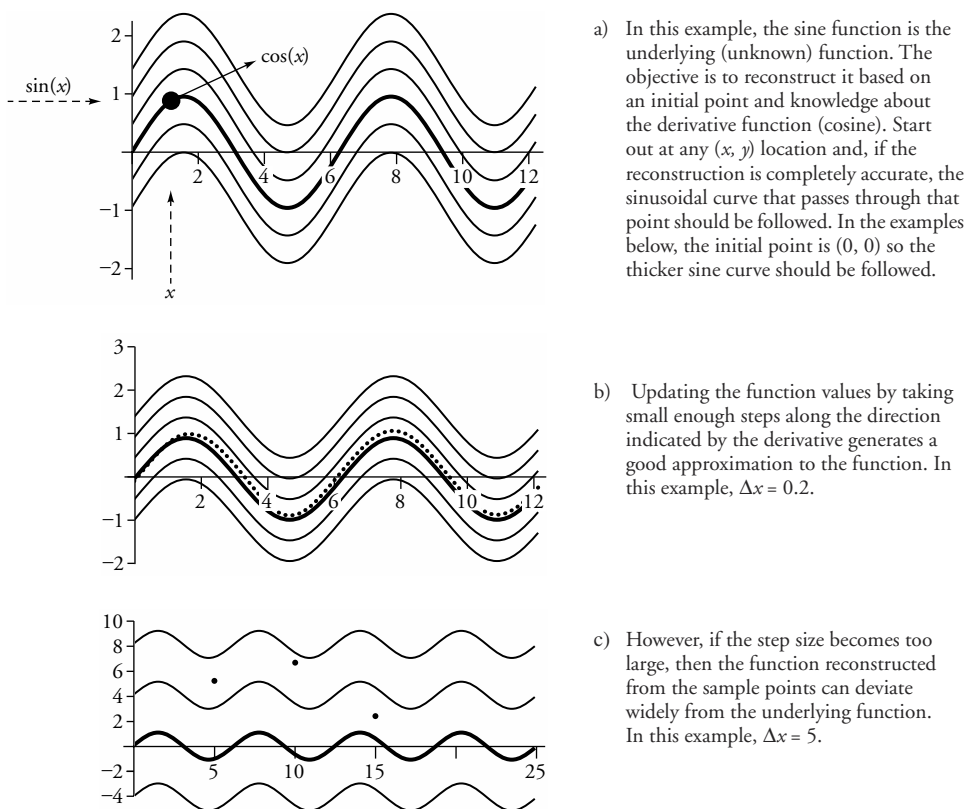 2
cos(x)
sin(x)
1
0
2
4
6
8
10
12
−1
−2
x
a) In this example, the sine function is the
underlying (unknown) function. The
objective is to reconstruct it based on
an initial point and knowledge about
the derivative function (cosine). Start
out at any (x, y) location and, if the
reconstruction is completely accurate, the
sinusoidal curve that passes through that
point should be followed. In the examples
below, the initial point is (0, 0) so the
thicker sine curve should be followed.
3
2
1
0
2
4
6
8
10
12
−1
−2
b) Updating the function values by taking
small enough steps along the direction
indicated by the derivative generates a
good approximation to the function. In
this example, Δx = 0.2.
10
8
6
4
2
0
5
10
15
25
−2
−4
c) However, if the step size becomes too
large, then the function reconstructed
from the sample points can deviate
widely from the underlying function.
In this example, Δx = 5.